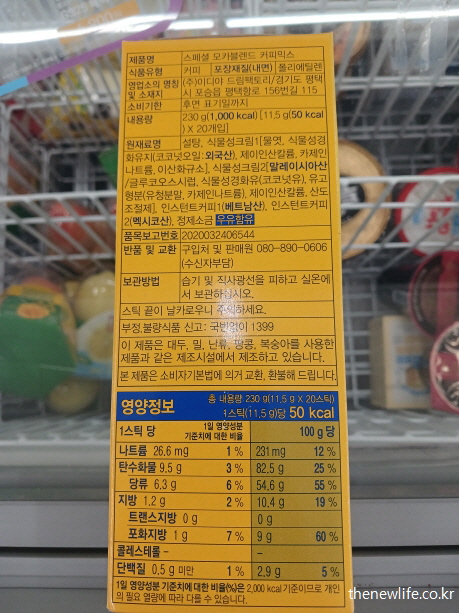 제품명 스페셜 모카블렌드 커피믹스
식품유형 커피 포장재질(내면) 폴리에틸렌
영업소의 명칭 및 소재지 (주)이디야 드림팩토리/경기도 평택시 포승읍 평택항로 156번길 115
소비기한 후면 표기일까지
내용량 230 g(1,000 kcal) [11.5 g(50 kcal) X 20개입]
원재료명 설탕, 식물성크림1[물엿, 식물성경
화유지(코코넛오일:외국산), 제이인산칼륨, 카제인
나트륨, 이산화규소], 식물성크림2[말레이시아산
/글루코오스시럽, 식물성경화유(코코넛유), 유고
형분(유청분말, 카제인나트륨), 제이인산칼륨, 산도
조절제], 인스턴트커피1(베트남산), 인스턴트커피
2(멕시코산), 정제소금 우유함유
품목보고번호 2020032406544
반품 및 교환 구입처 및 판매원 080-890-0606
(수신자부담)
보관방법 습기 및 직사광선을 피하고 실온에
서 보관하십시오.
스틱 끝이 날카로우니 주의하세요.
부정,불량식품 신고: 국번없이 1399
이 제품은 대두, 밀, 난류, 땅콩, 복숭아를 사용한
제품과 같은 제조시설에서 제조하고 있습니다.
본 제품은 소비자기본법에 의거 교환, 환불해 드립니다.
영양정보 총 내용량 230 g(11.5 g X 20스틱)
1스틱(11.5 g)당 50 kcal
1스틱 당 1일 영양성분 기준치에 대한 비율 100 g 당
나트륨 26.6 mg 1 % 231 mg 12 %
탄수화물 9.5 g 3 % 82.5 g 25 %
당류 6.3 g 6 % 54.6 g 55 %
지방 1.2 g 2 % 10.4 g 19 %
트랜스지방 0 g 0 g
포화지방 1 g 7 % 9 g 60 %
콜레스테롤 -
단백질 0.5 g 미만 1 % 2.9 g 5 %
1일 영양성분 기준치에 대한 비율(%)은 2,000 kcal 기준이므로 개인
의 필요 열량에 따라 다를 수 있습니다.
thenewlife.co.kr